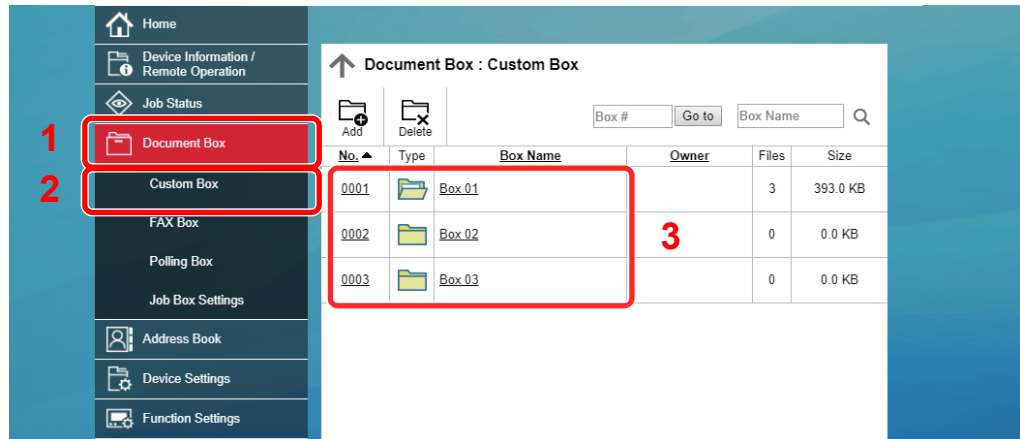 Home
Device Information /
Remote Operation
Job Status
1
Document Box
2
Custom Box
FAX Box
Polling Box
Job Box Settings
Address Book
Device Settings
Function Settings
Document Box : Custom Box
Add
Delete
Box #
Go to
Box Name
No. Type Box Name Owner Files Size
0001 Box 01 3 393.0 KB
0002 Box 02 0 0.0 KB
3
0003 Box 03 0 0.0 KB